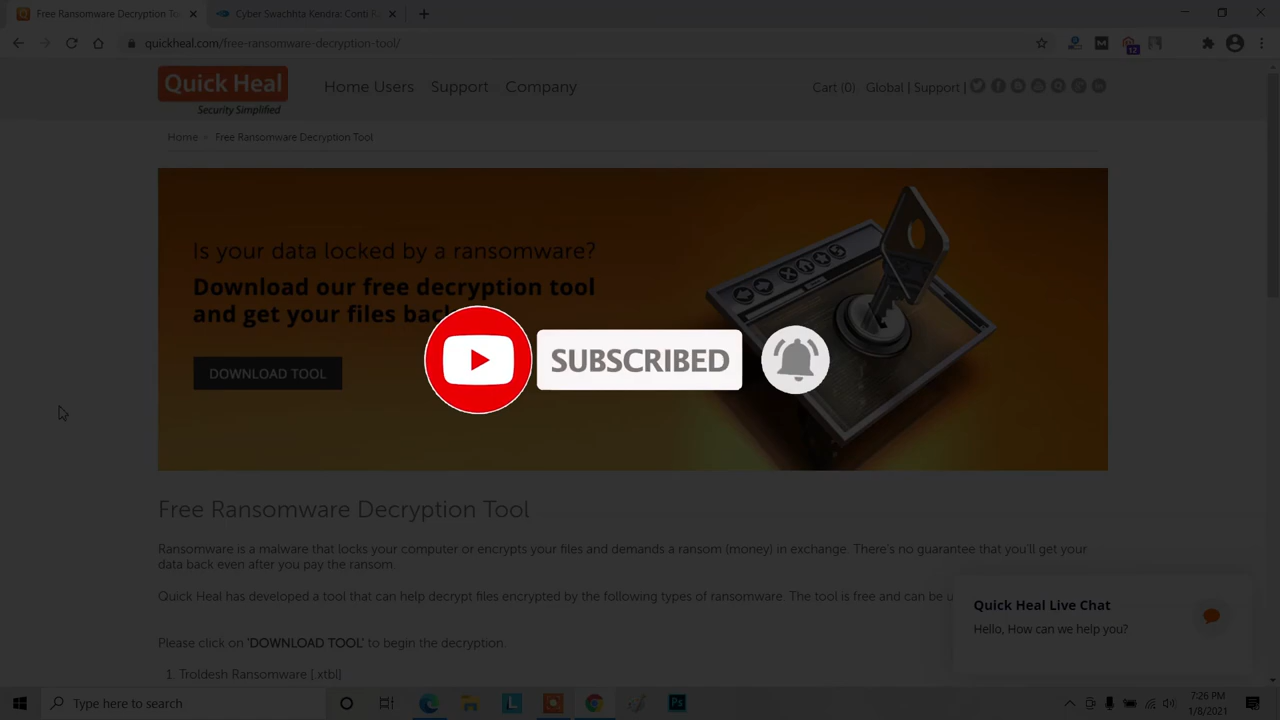 Free Ransomware Decryption To
Cyber Swachhta Kendra: Conti R
quickheal.com/free-ransomware-decryption-tool/
12
Quick Heal
Security Simplified
Home Users Support Company
Cart (0) Global | Support |
Home Free Ransomware Decryption Tool
Is your data locked by a ransomware?
Download our free decryption tool
and get your files bac
DOWNLOAD TOOL
SUBSCRIBED
Free Ransomware Decryption Tool
Ransomware is a malware that locks your computer or encrypts your files and demands a ransom (money) in exchange. There's no guarantee that you'll get your
data back even after you pay the ransom.
Quick Heal has developed a tool that can help decrypt files encrypted by the following types of ransomware. The tool is free and can be u
Quick Heal Live Chat
Hello, How can we help you?
Please click on 'DOWNLOAD TOOL' to begin the decryption.
1. Troldesh Ransomware [.xtbl]
Type here to search
L
Ps
7:26 PM
1/8/2021